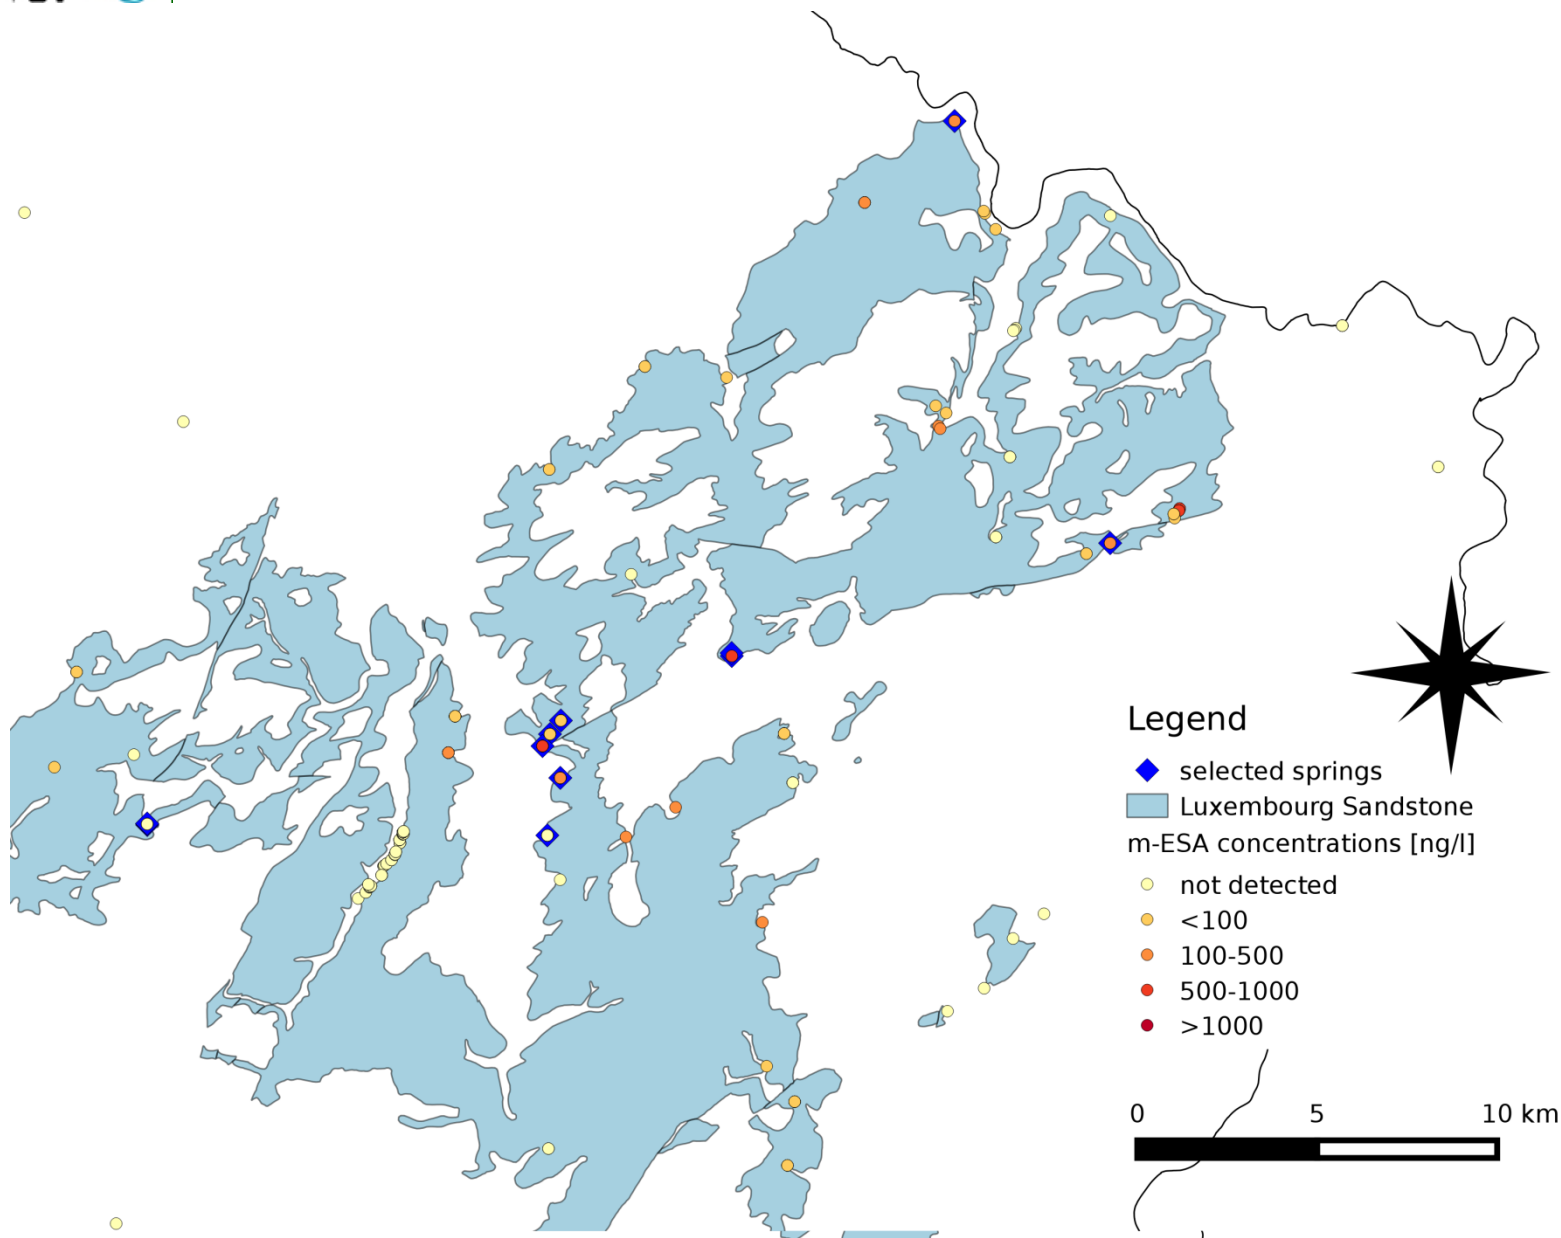 Legend
selected springs
Luxembourg Sandstone
m-ESA concentrations [ng/l]
not detected
<100
100-500
500-1000
>1000
0 5 10 km